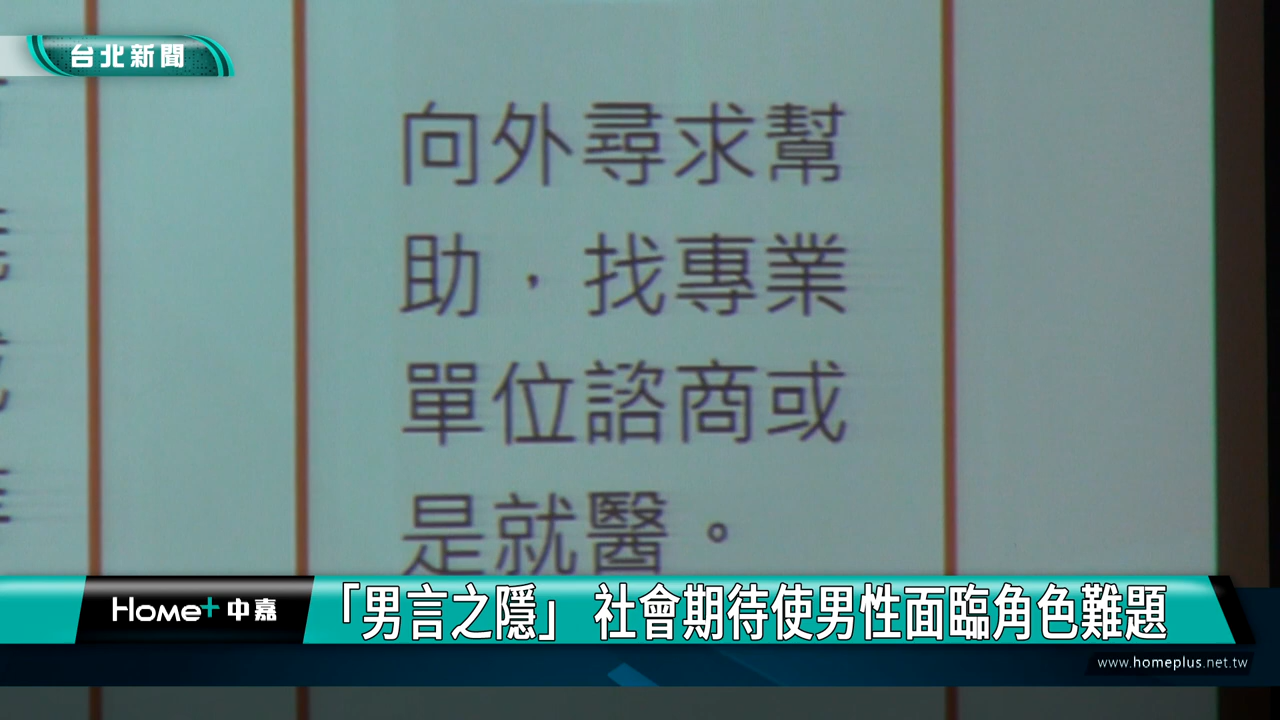 台北新聞
向外尋求幫
助，找專業
單位諮商或
是就醫。
Home+ 中嘉
「男言之隱」 社會期待使男性面臨角色難題
www.homeplus.net.tw